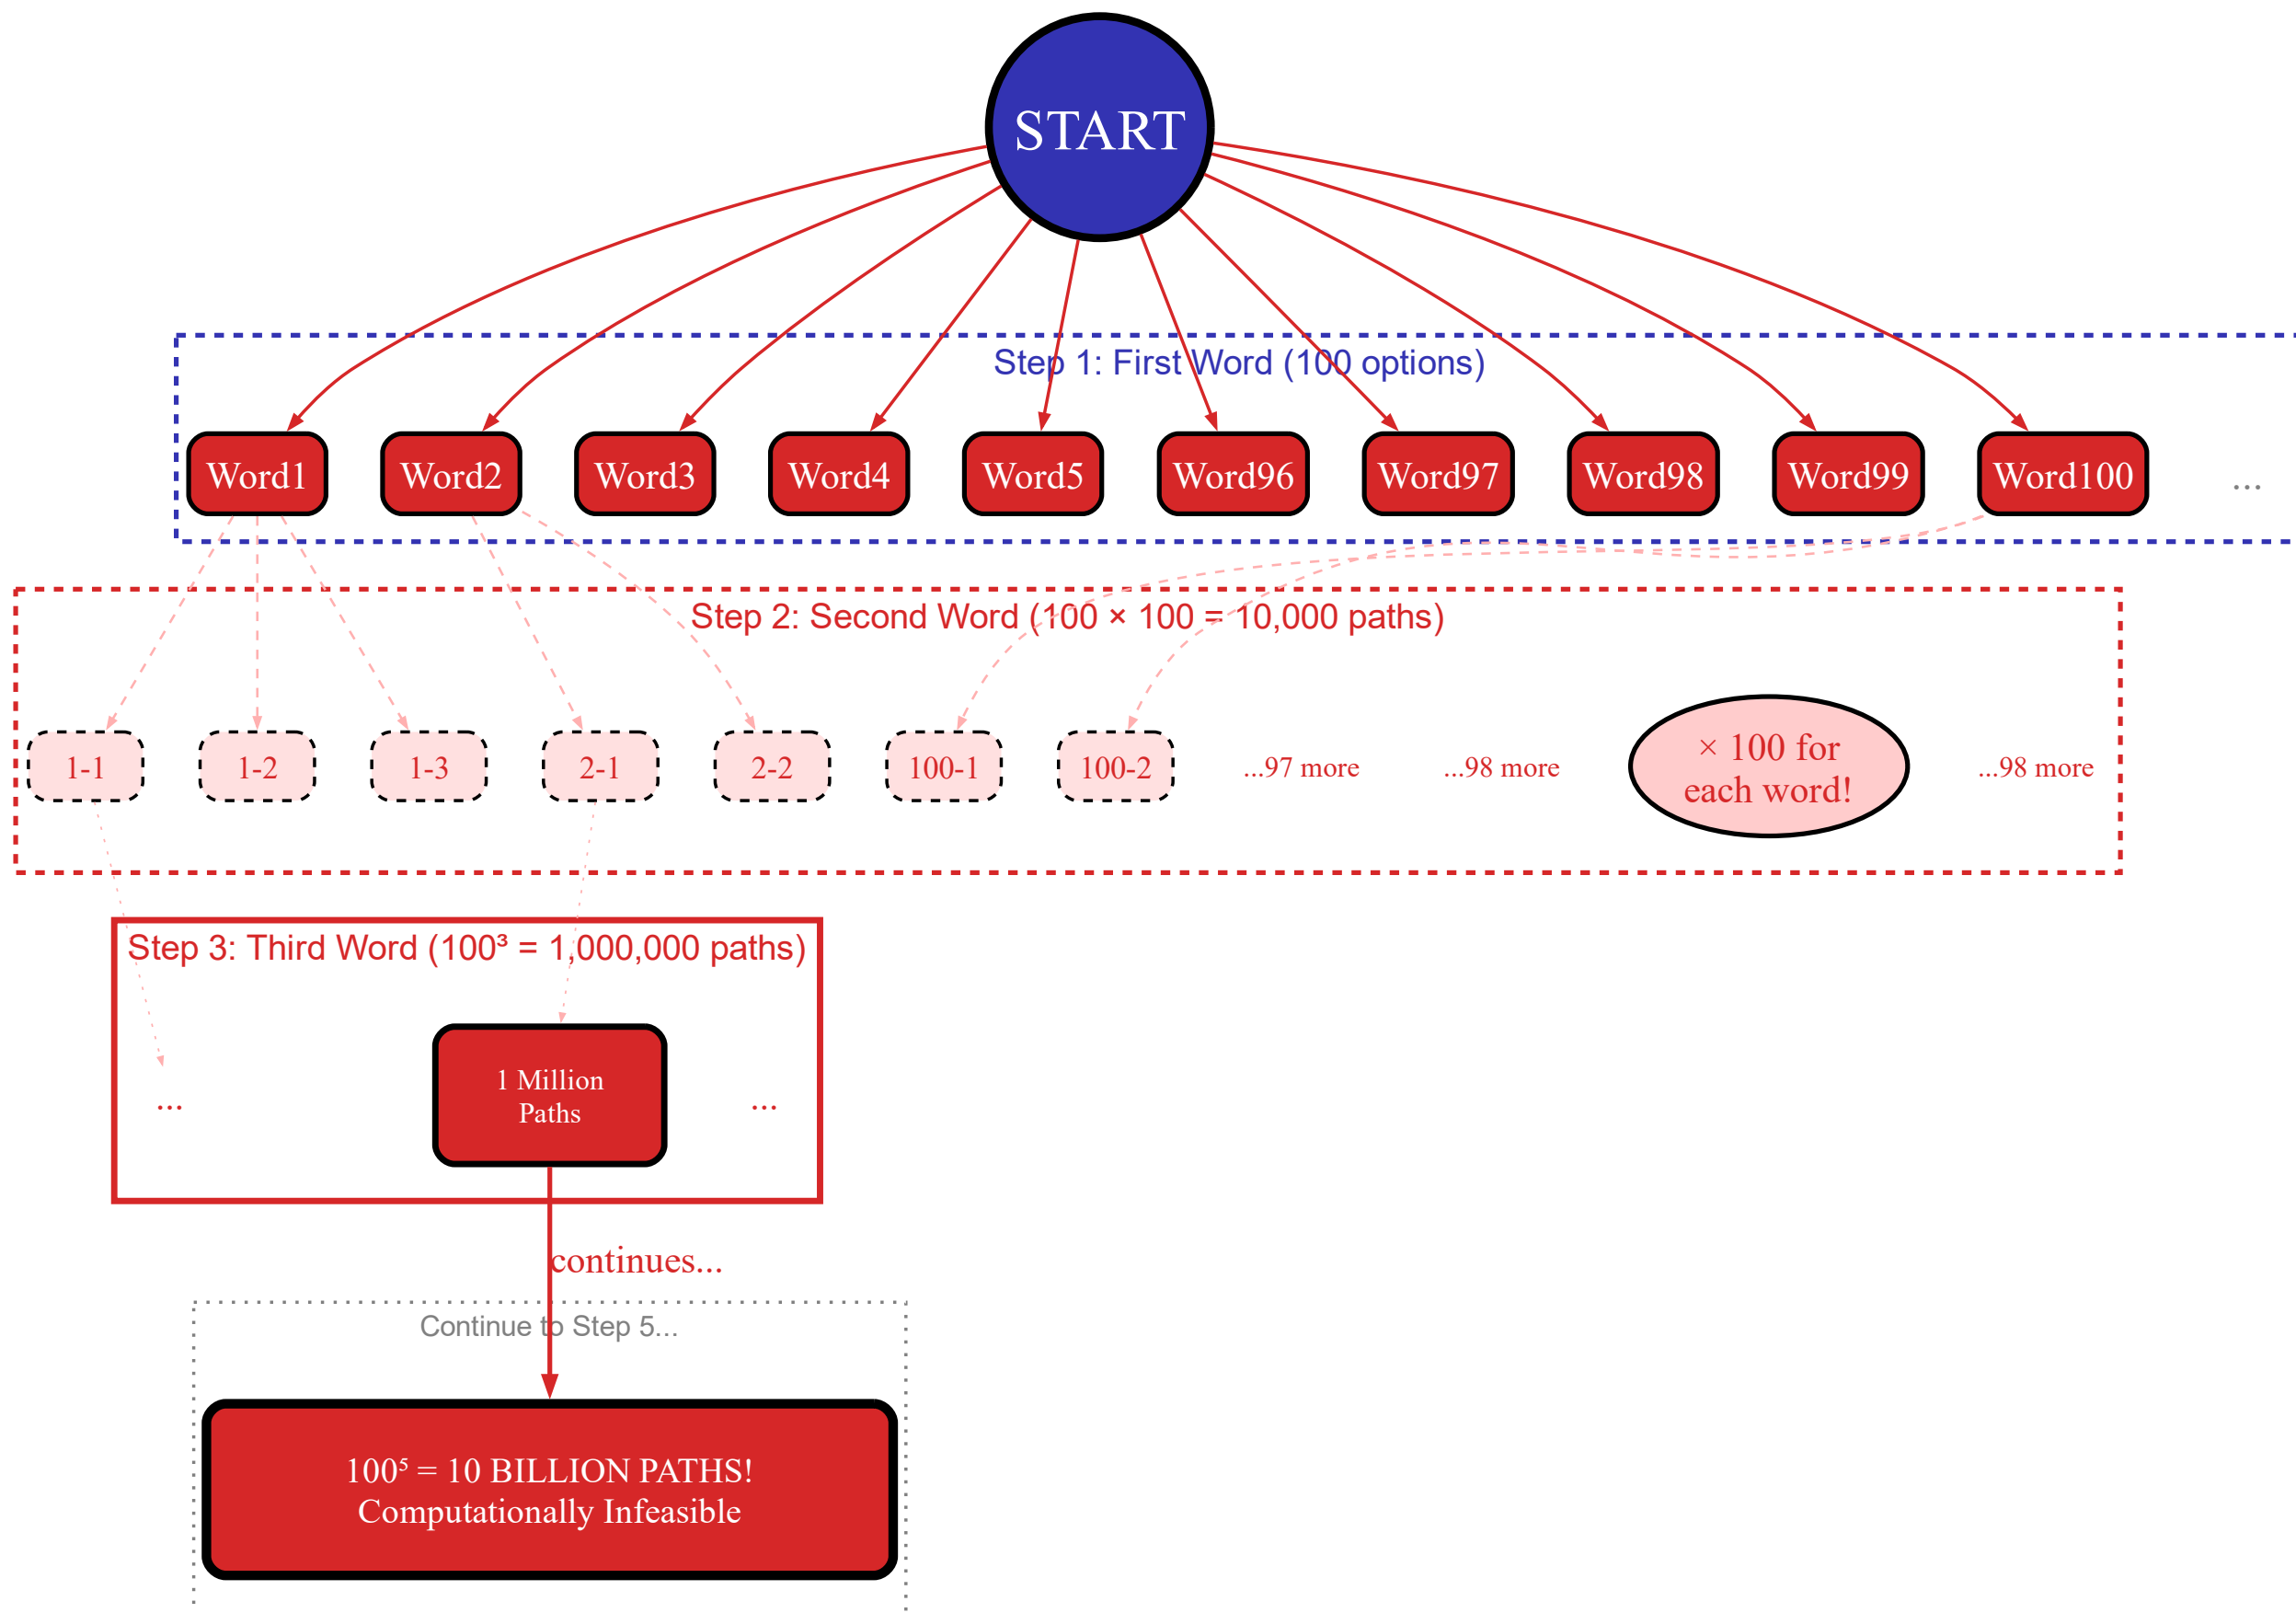 START
Step 1: First Word (100 options)
Word1
Word2
Word3
Word4
Word5
Word96
Word97
Word98
Word99
Word100
...
Step 2: Second Word (100 × 100 = 10,000 paths)
1-1
1-2
1-3
2-1
2-2
100-1
100-2
...97 more
...98 more
× 100 for
each word!
...98 more
Step 3: Third Word (100³ = 1,000,000 paths)
...
1 Million
Paths
...
continues...
Continue to Step 5...
100⁵ = 10 BILLION PATHS!
Computationally Infeasible